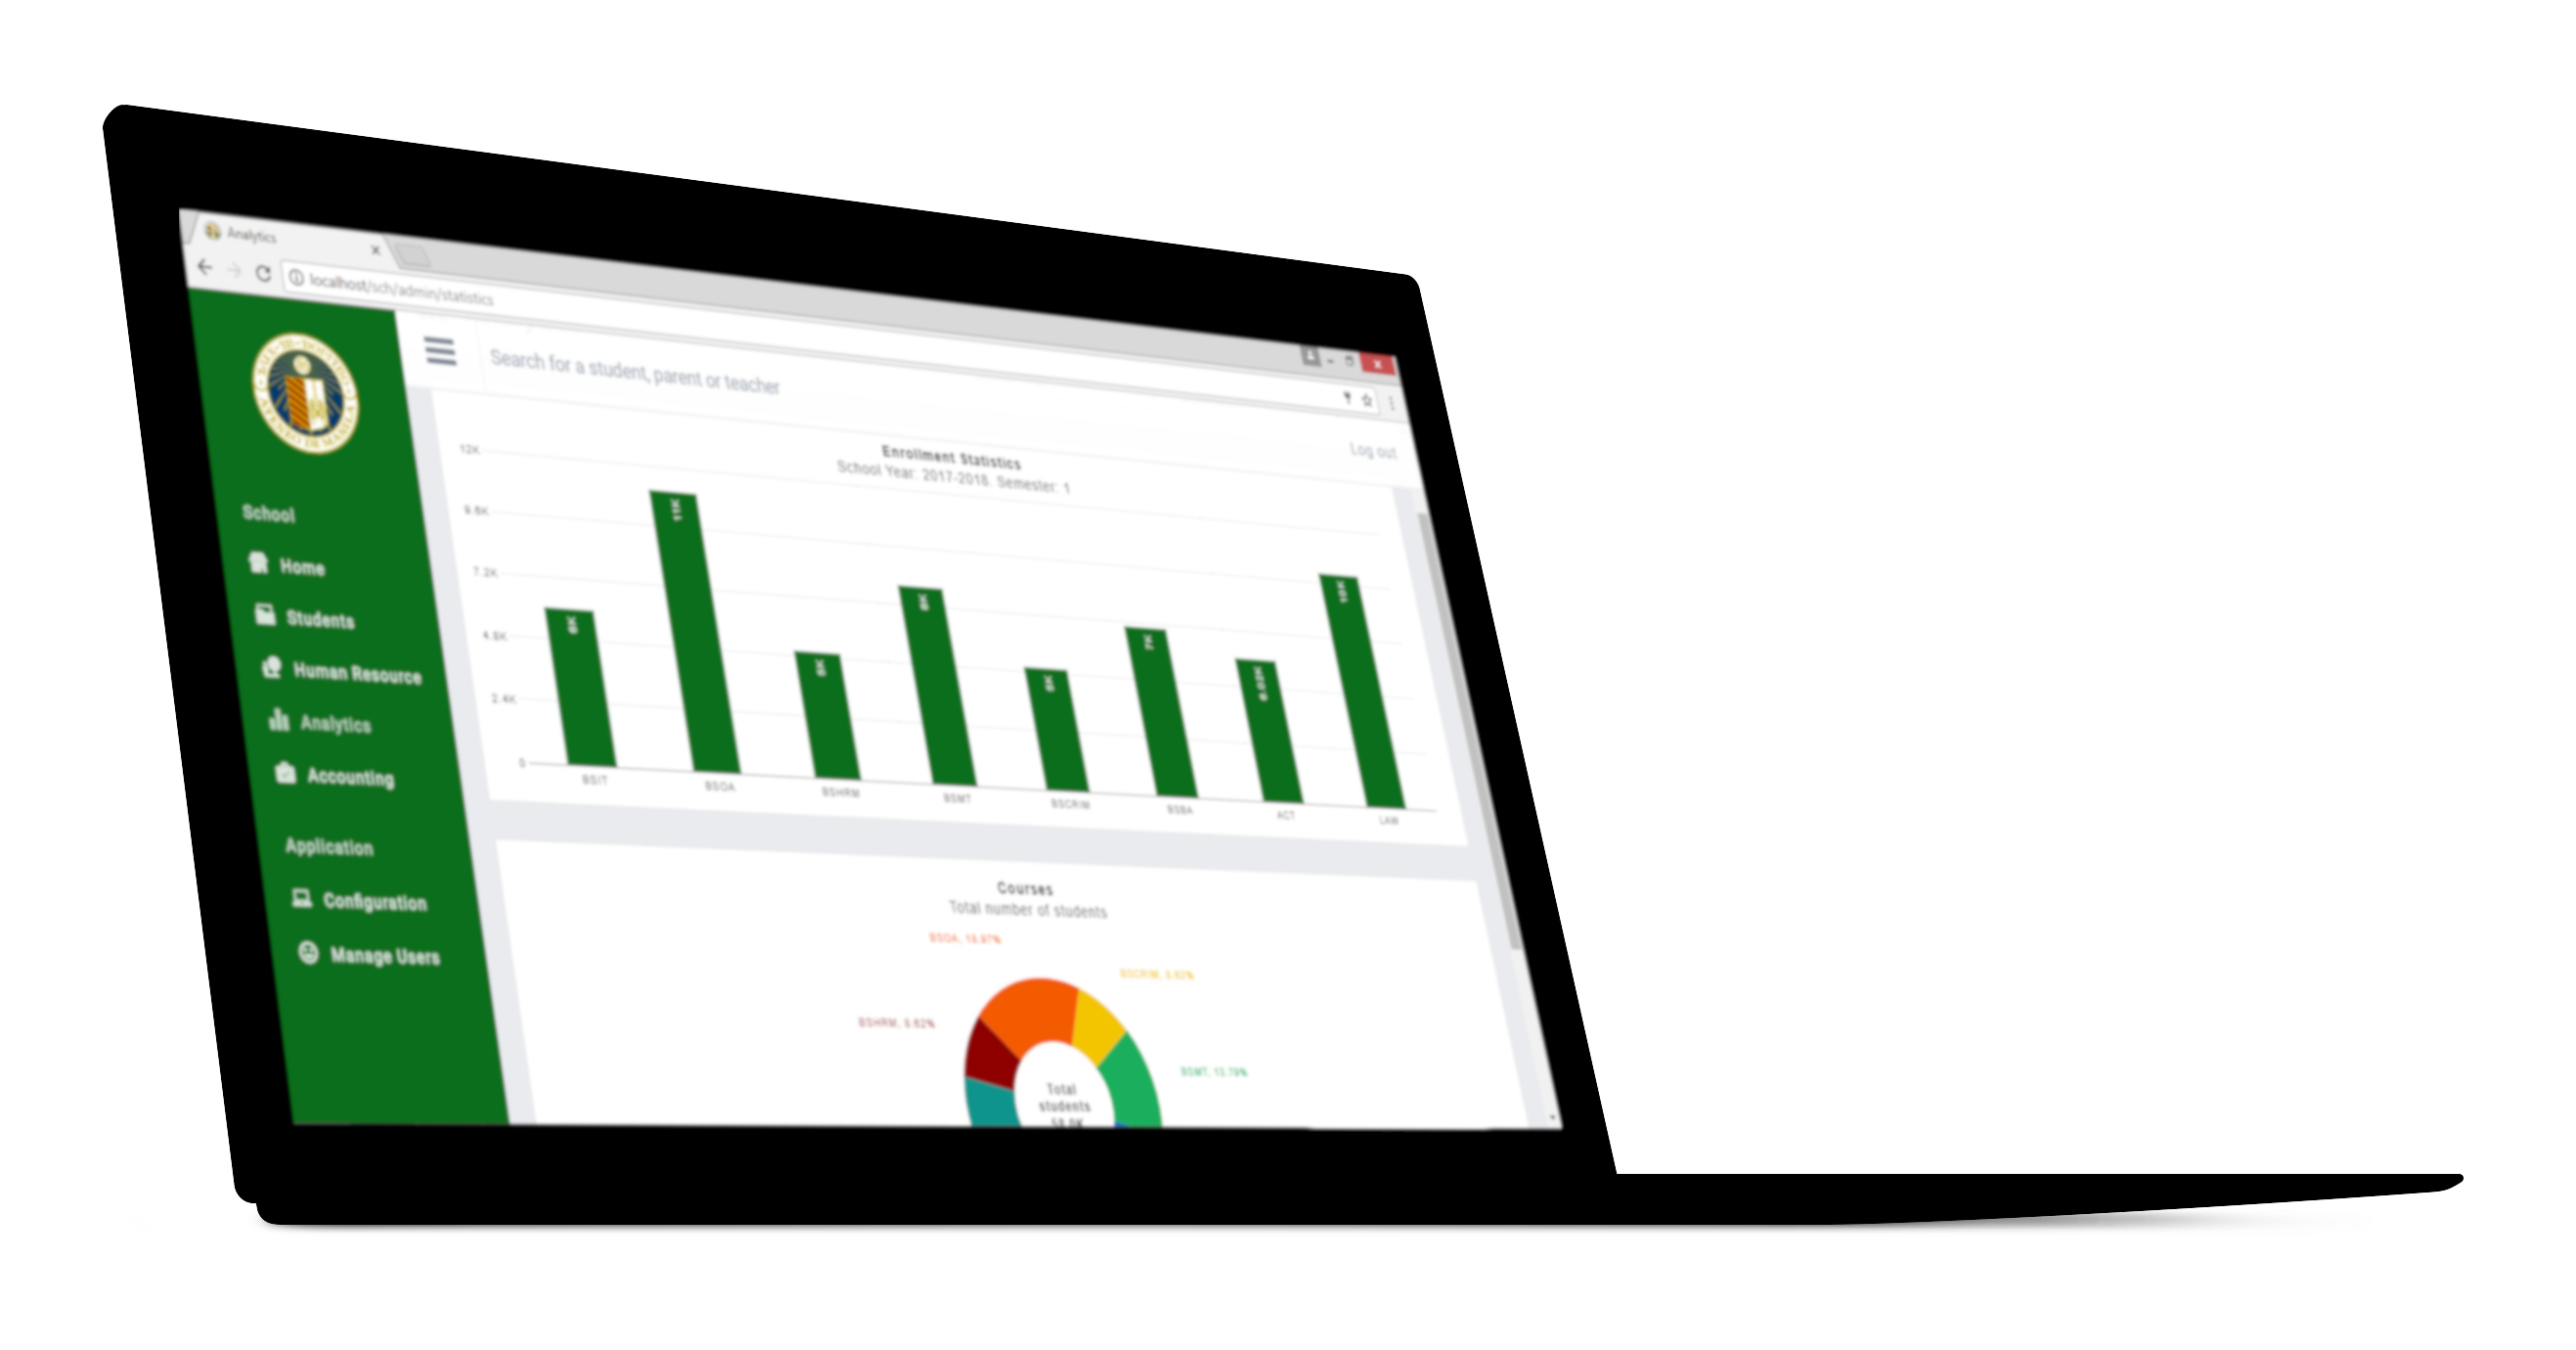 Analytics
localhost/sch/admin/statistics
Search for a student, parent or teacher
Log out
School
Home
Students
Human Resource
Analytics
Accounting
Application
Configuration
Manage Users
Enrollment Statistics
School Year: 2017-2018. Semester: 1
12K
9.6K
7.2K
4.8K
2.4K
0
6K
11K
5K
8K
5K
7K
6.02K
10K
BSIT
BSOA
BSHRM
BSMT
BSCRIM
BSBA
ACT
LAW
Courses
Total number of students
BSOA, 18.97%
BSCRIM, 8.62%
BSHRM, 8.62%
BSMT, 13.79%
Total
students
58.0K